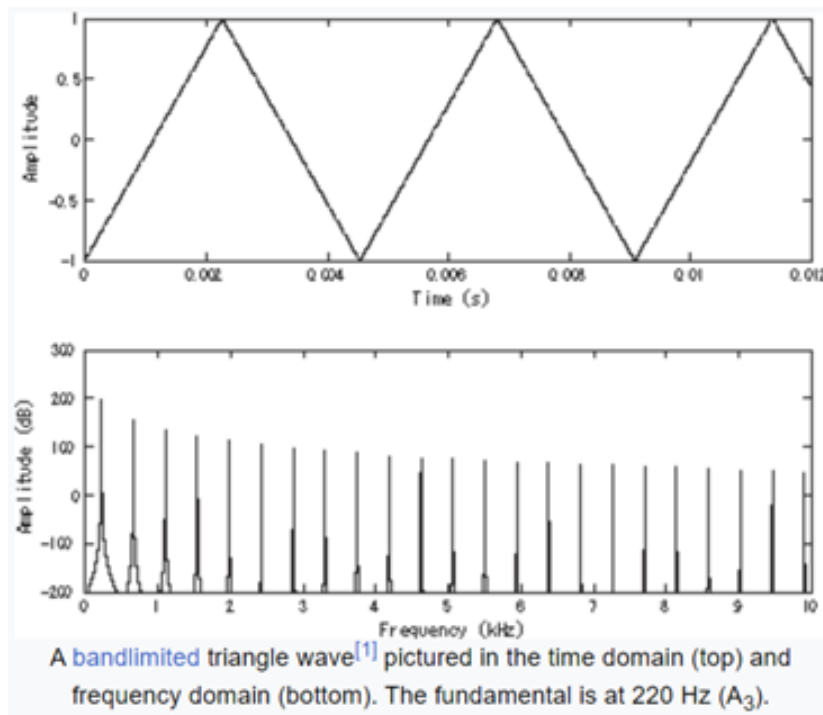 1
0.5
0
-0.5
-1
Amplitude
0 0.002 0.004 0.006 0.008 0.01 0.012
Time (s)
300
200
100
0
-100
-200
Amplitude (dB)
0 1 2 3 4 5 6 7 8 9 10
Frequency (kHz)
A bandlimited triangle wave[1] pictured in the time domain (top) and
frequency domain (bottom). The fundamental is at 220 Hz (A3).